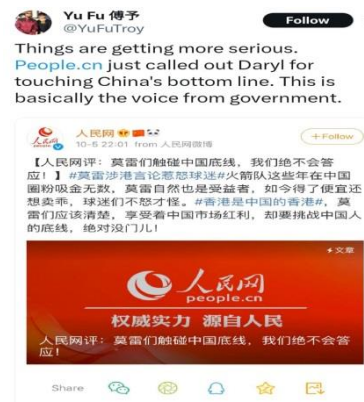 Yu Fu 傅予
@YuFuTroy
Follow
Things are getting more serious.
People.cn just called out Daryl for
touching China's bottom line. This is
basically the voice from government.
人民网
10-5 22:01 from 人民网微博
+Follow
【人民网评：莫雷们触碰中国底线，我们绝不会答
应！】#莫雷涉港言论惹怒球迷#火箭队这些年在中国
圈粉吸金无数，莫雷自然也是受益者，如今得了便宜还
想卖乖，球迷们不怒才怪。#香港是中国的香港#，莫
雷们应该清楚，享受着中国市场红利，却要挑战中国人
的底线，绝对没门儿！
文章
人民网
people.cn
权威实力 源自人民
人民网评：莫雷们触碰中国底线，我们绝不会答
应！
Share